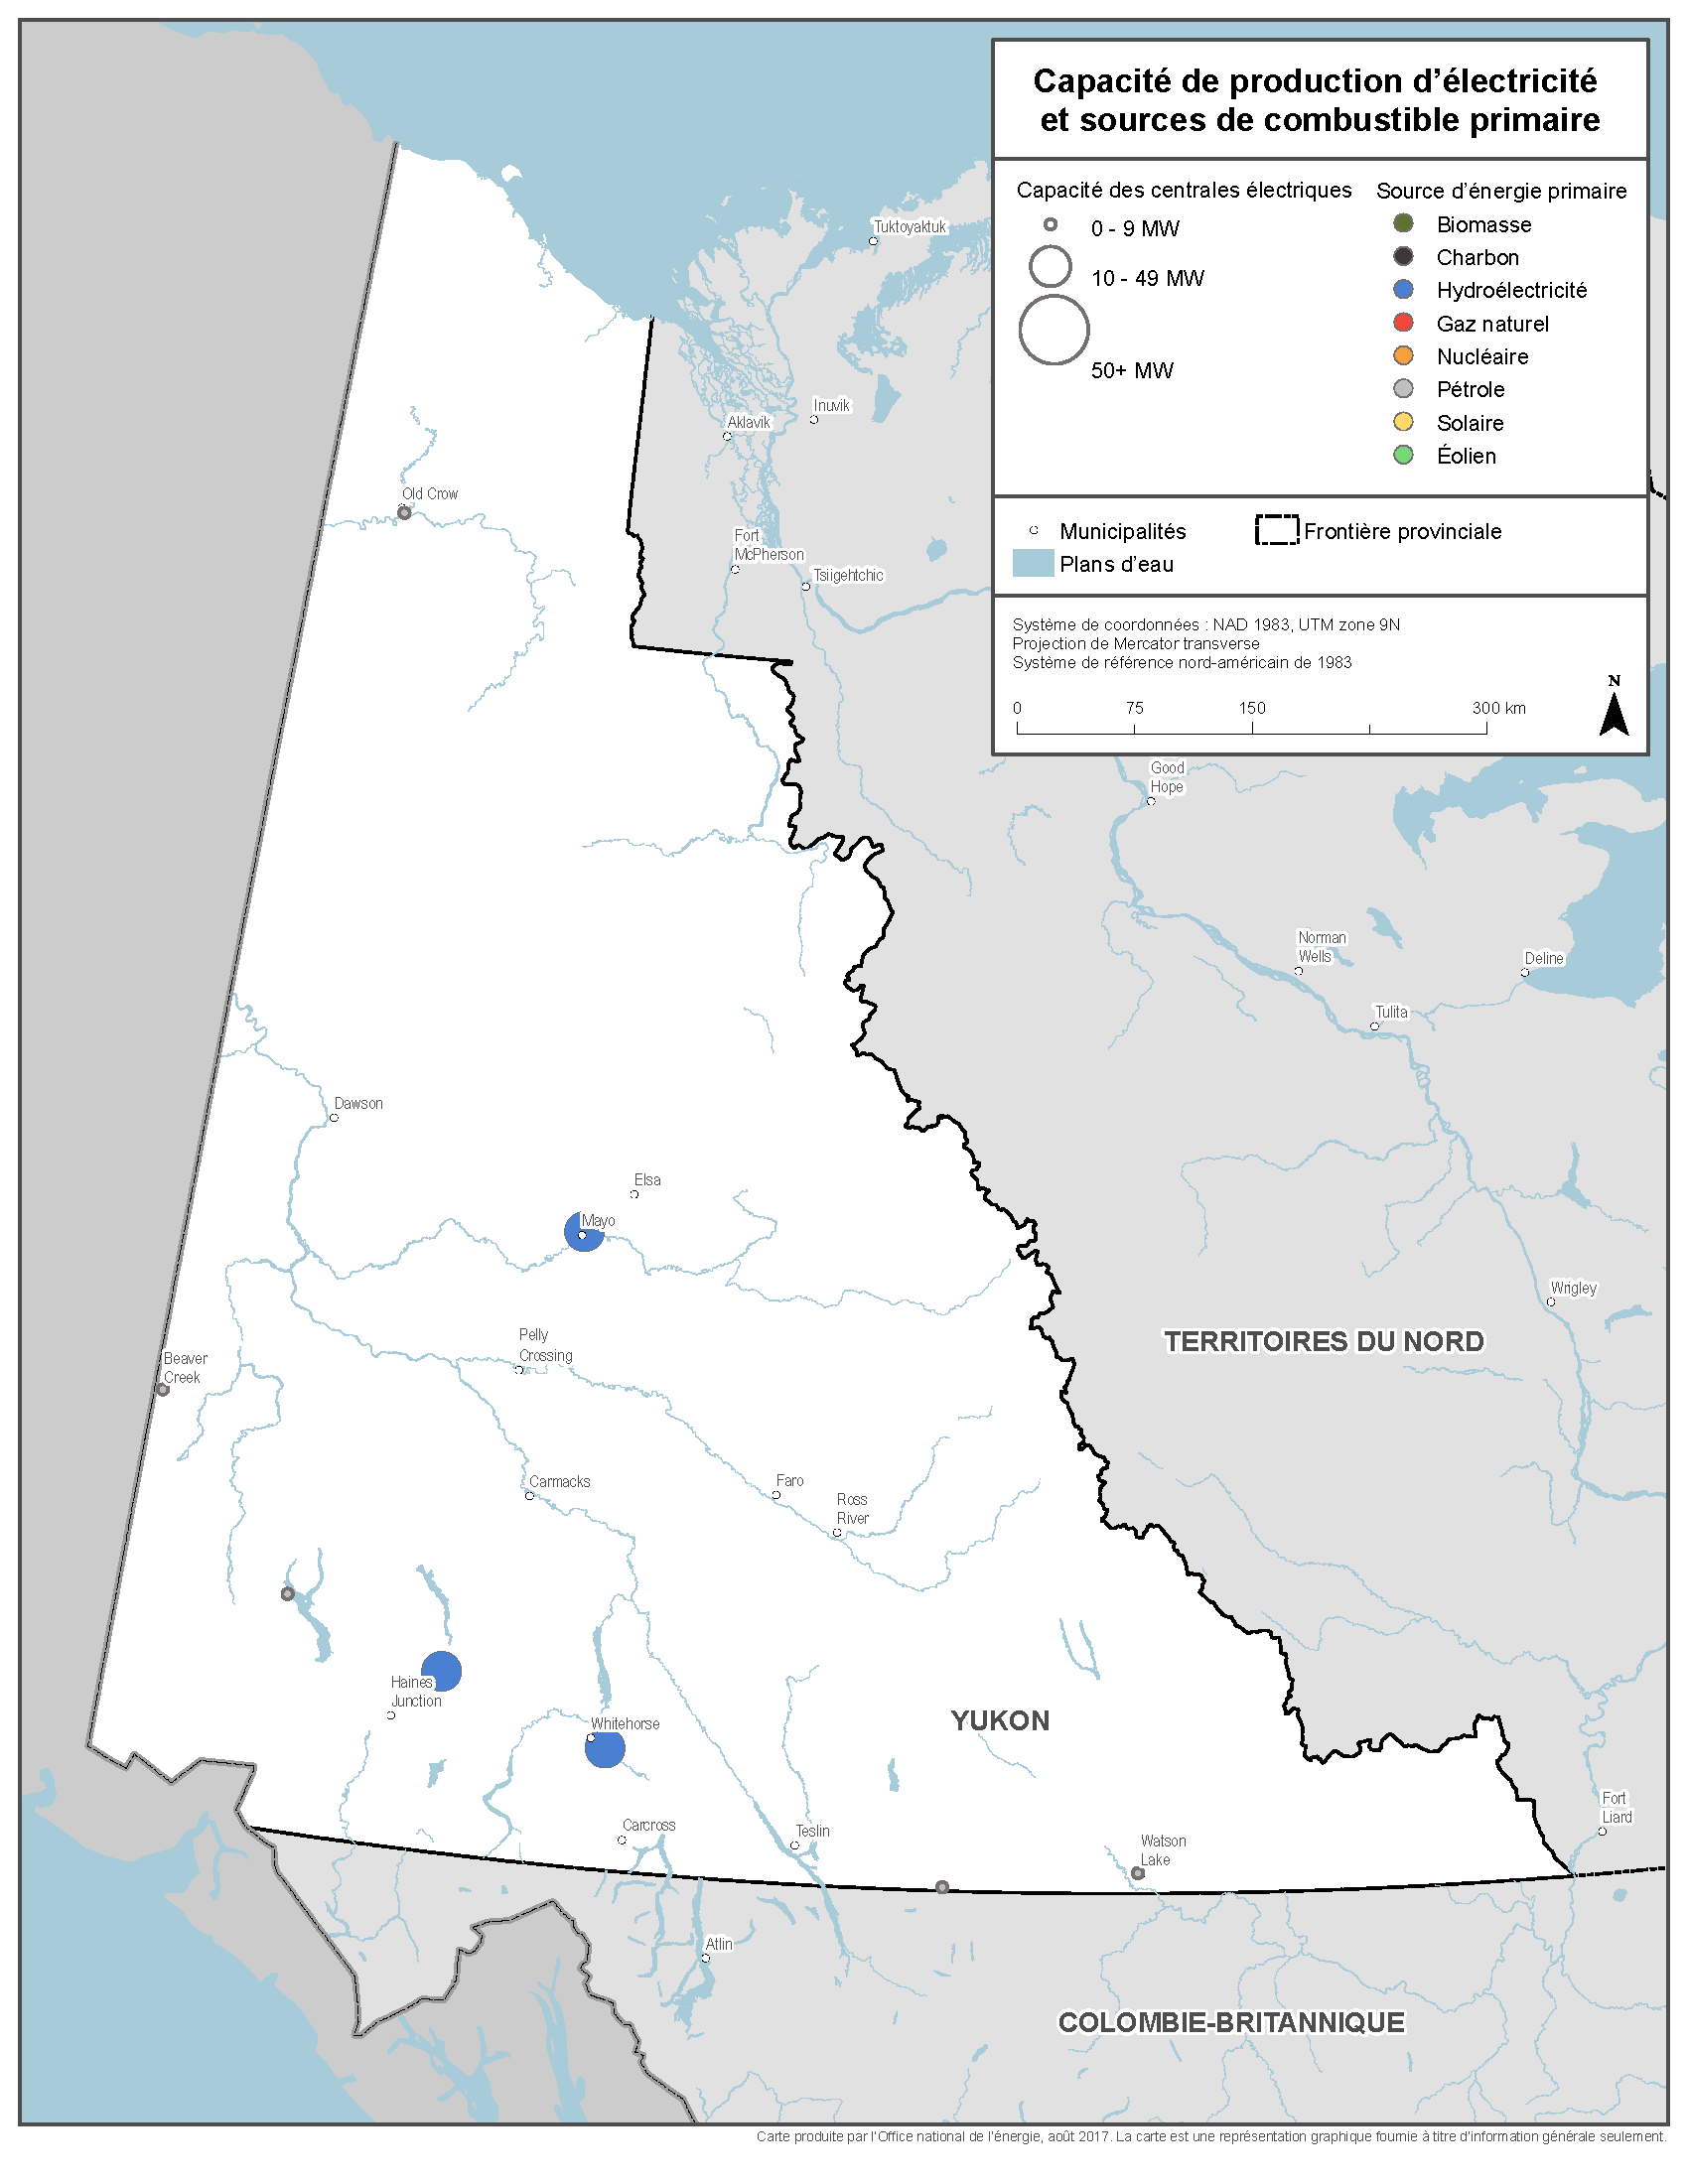 Capacité de production d'électricité
et sources de combustible primaire
Capacité des centrales électriques
0 - 9 MW
10 - 49 MW
50+ MW
Source d'énergie primaire
Biomasse
Charbon
Hydroélectricité
Gaz naturel
Nucléaire
Pétrole
Solaire
Éolien
Municipalités
Frontière provinciale
Plans d'eau
Système de coordonnées : NAD 1983, UTM zone 9N
Projection de Mercator transverse
Système de référence nord-américain de 1983
0 75 150 300 km
N
Tuktoyaktuk
Inuvik
Aklavik
Old Crow
Fort
McPherson
Tsiigehtchic
Good
Hope
Norman
Wells
Deline
Tulita
Dawson
Elsa
Mayo
Wrigley
Pelly
Crossing
TERRITOIRES DU NORD
Beaver
Creek
Carmacks
Faro
Ross
River
Haines
Junction
Whitehorse
YUKON
Carcross
Teslin
Watson
Lake
Fort
Liard
Atlin
COLOMBIE-BRITANNIQUE
Carte produite par l'Office national de l'énergie, août 2017. La carte est une représentation graphique fournie à titre d'information générale seulement.